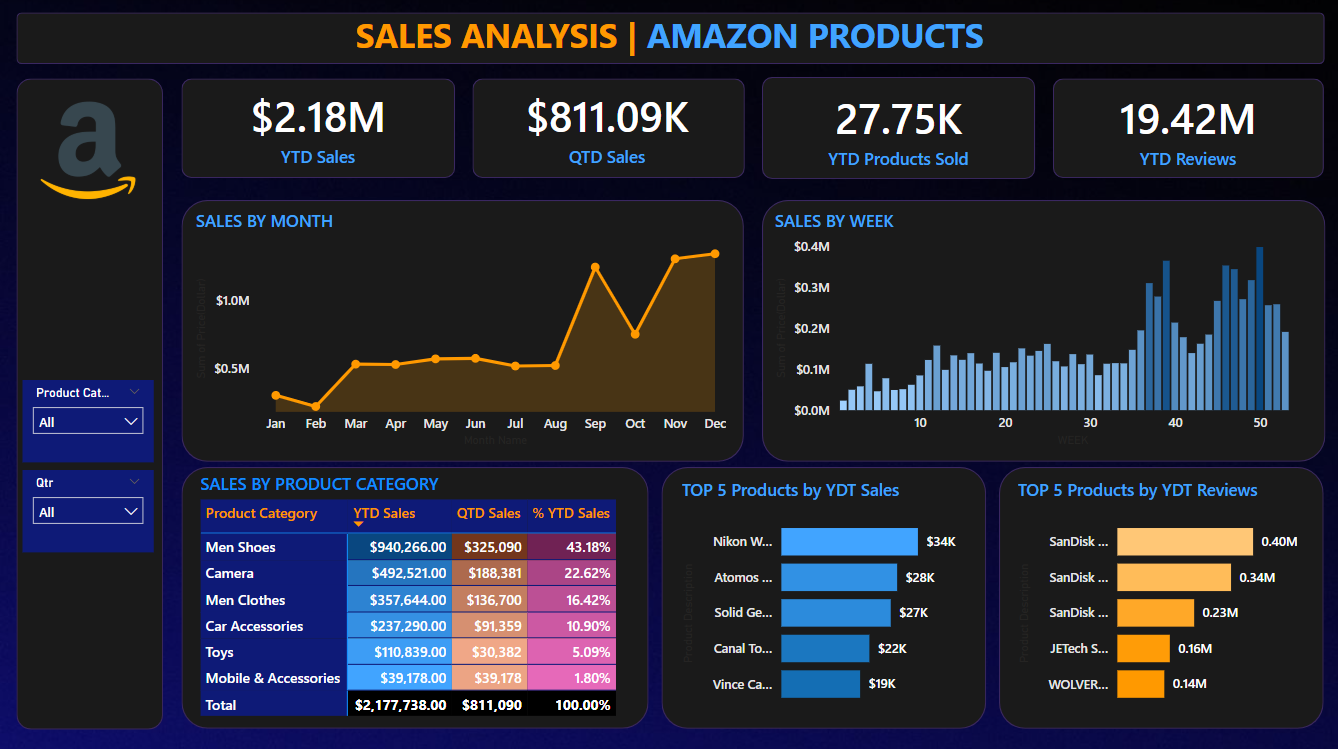 SALES ANALYSIS | AMAZON PRODUCTS
a
$2.18M
YTD Sales
$811.09K
QTD Sales
27.75K
YTD Products Sold
19.42M
YTD Reviews
Product Cat...
All
Qtr
All
SALES BY MONTH
Sum of Price(Dollar)
$1.0M
$0.5M
Jan Feb Mar Apr May Jun Jul Aug Sep Oct Nov Dec
Month Name
SALES BY WEEK
Sum of Price(Dollar)
$0.4M
$0.3M
$0.2M
$0.1M
$0.0M
10 20 30 40 50
WEEK
SALES BY PRODUCT CATEGORY
Product Category YTD Sales QTD Sales % YTD Sales
Men Shoes $940,266.00 $325,090 43.18%
Camera $492,521.00 $188,381 22.62%
Men Clothes $357,644.00 $136,700 16.42%
Car Accessories $237,290.00 $91,359 10.90%
Toys $110,839.00 $30,382 5.09%
Mobile & Accessories $39,178.00 $39,178 1.80%
Total $2,177,738.00 $811,090 100.00%
TOP 5 Products by YDT Sales
Product Description
Nikon W... $34K
Atomos ... $28K
Solid Ge... $27K
Canal To... $22K
Vince Ca... $19K
TOP 5 Products by YDT Reviews
Product Description
SanDisk ... 0.40M
SanDisk ... 0.34M
SanDisk ... 0.23M
JETech S... 0.16M
WOLVER... 0.14M